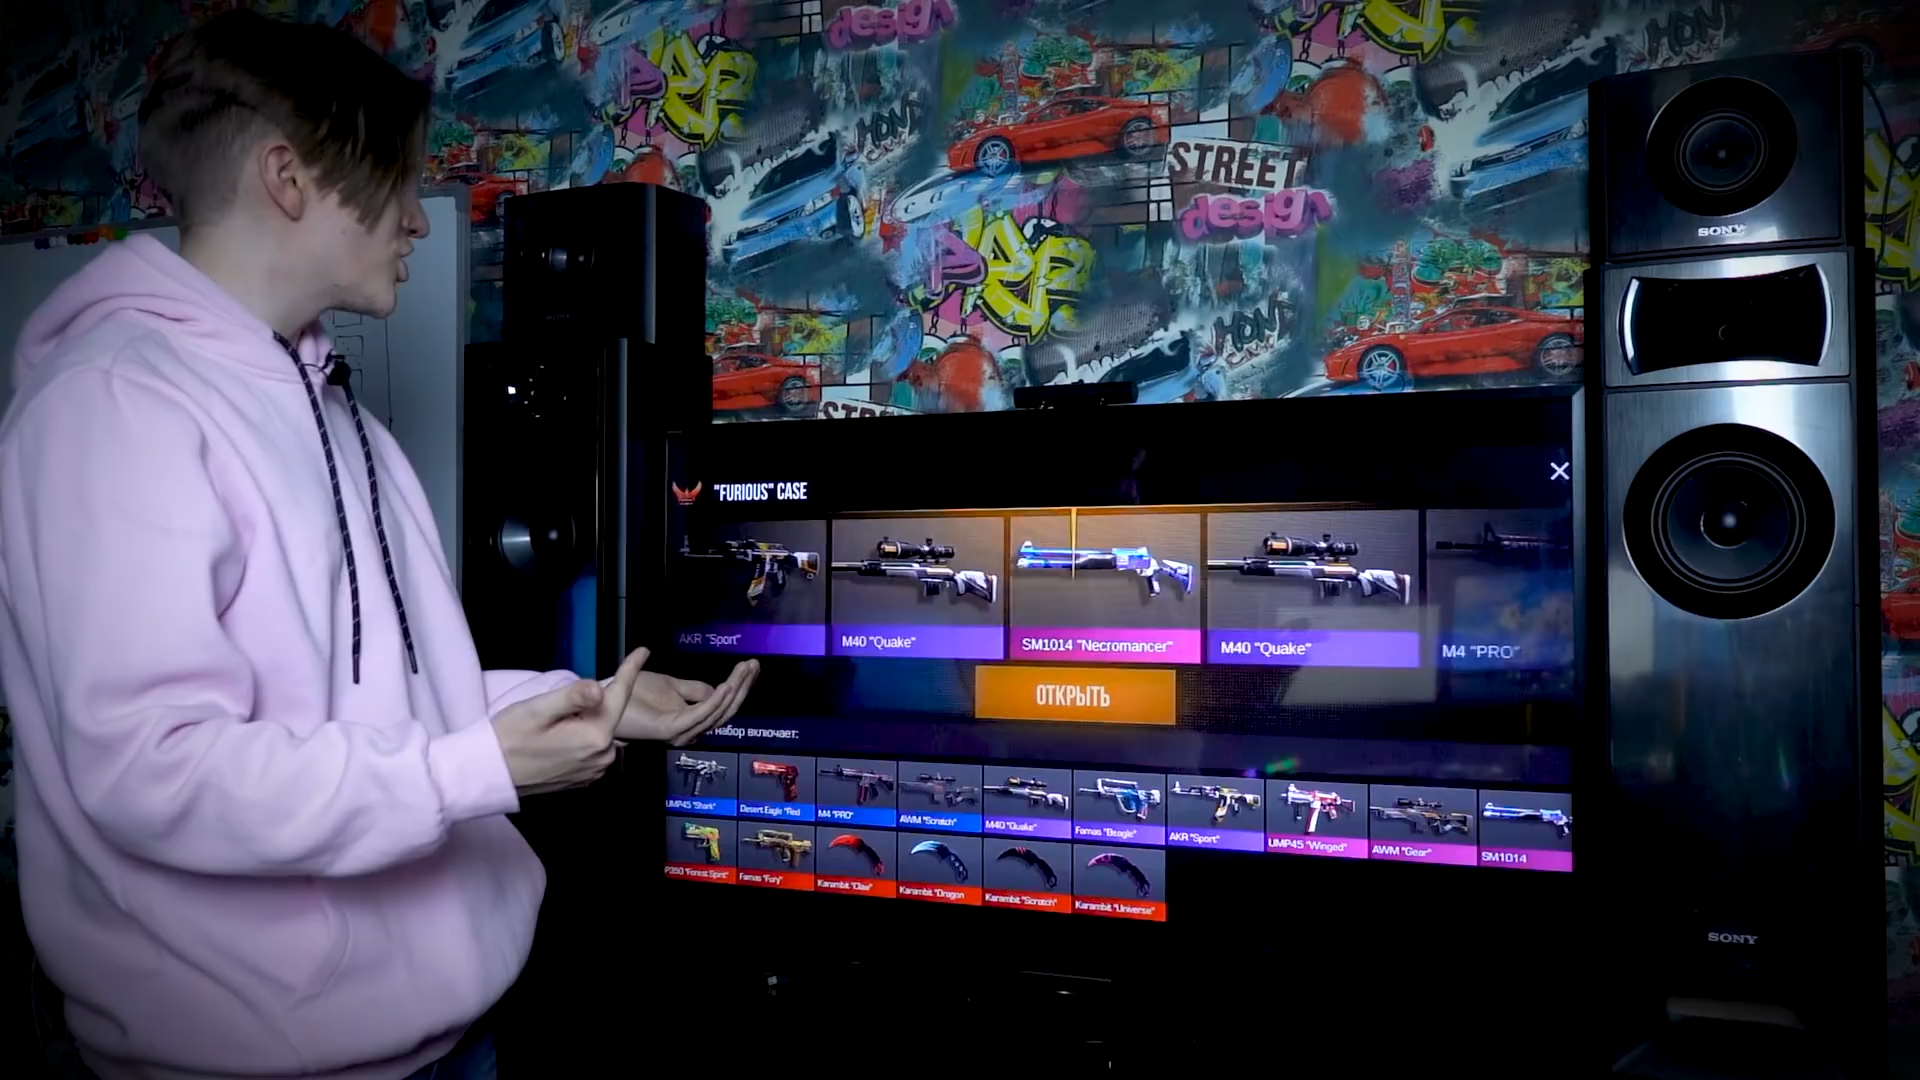 design
HONT
STREET
design
HONT
SONY
"FURIOUS" CASE
AKR "Sport"
M40 "Quake"
SM1014 "Necromancer"
M40 "Quake"
M4 "PRO"
ОТКРЫТЬ
набор включает:
UMP45 "Shark"
Desert Eagle "Red
M4 "PRO"
AWM "Scratch"
M40 "Quake"
Famas "Beagle"
AKR "Sport"
UMP45 "Winged"
AWM "Gear"
SM1014
P350 "Forest Spirit"
Famas "Fury"
Karambit "Claw"
Karambit "Dragon
Karambit "Scratch"
Karambit "Universe"
SONY